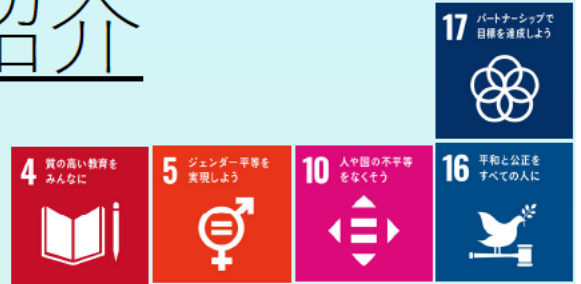 紹介
17 パートナーシップで
目標を達成しよう
4 質の高い教育を
みんなに
5 ジェンダー平等を
実現しよう
10 人や国の不平等
をなくそう
16 平和と公正を
すべての人に